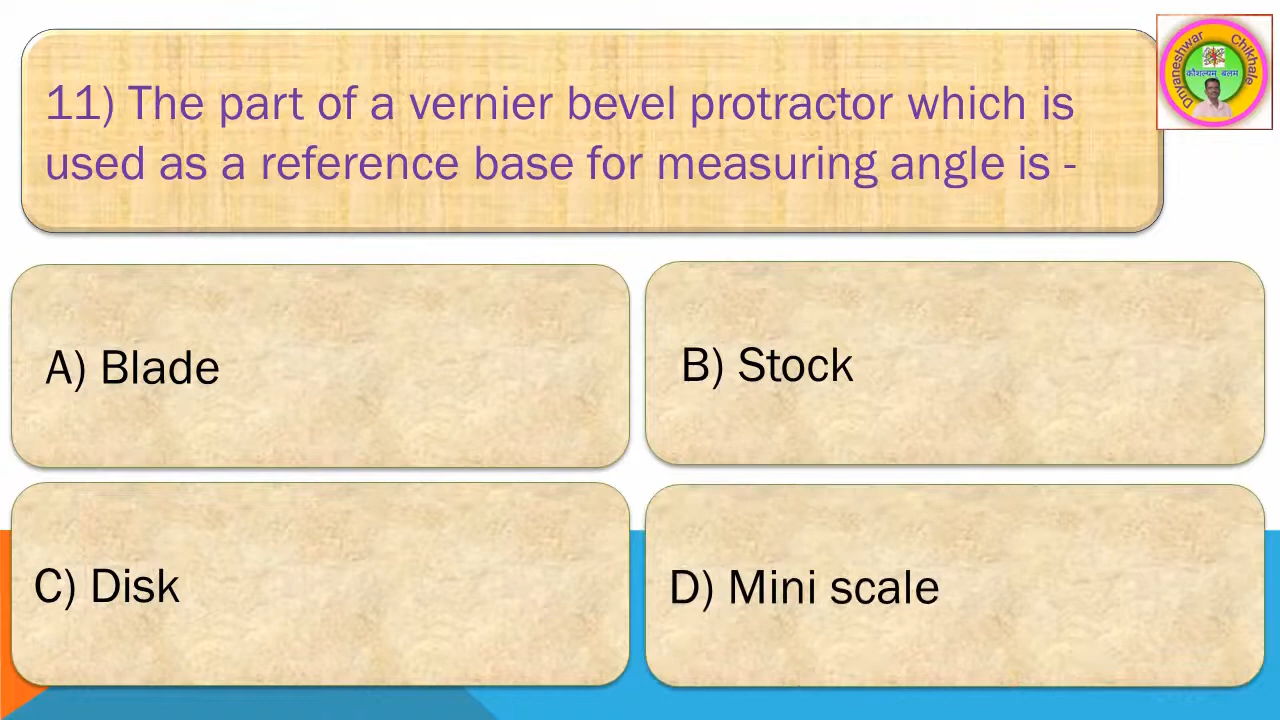 11) The part of a vernier bevel protractor which is
used as a reference base for measuring angle is -
Dnyaneshwar Chikhale
कौशल्यम बलम
A) Blade
B) Stock
C) Disk
D) Mini scale